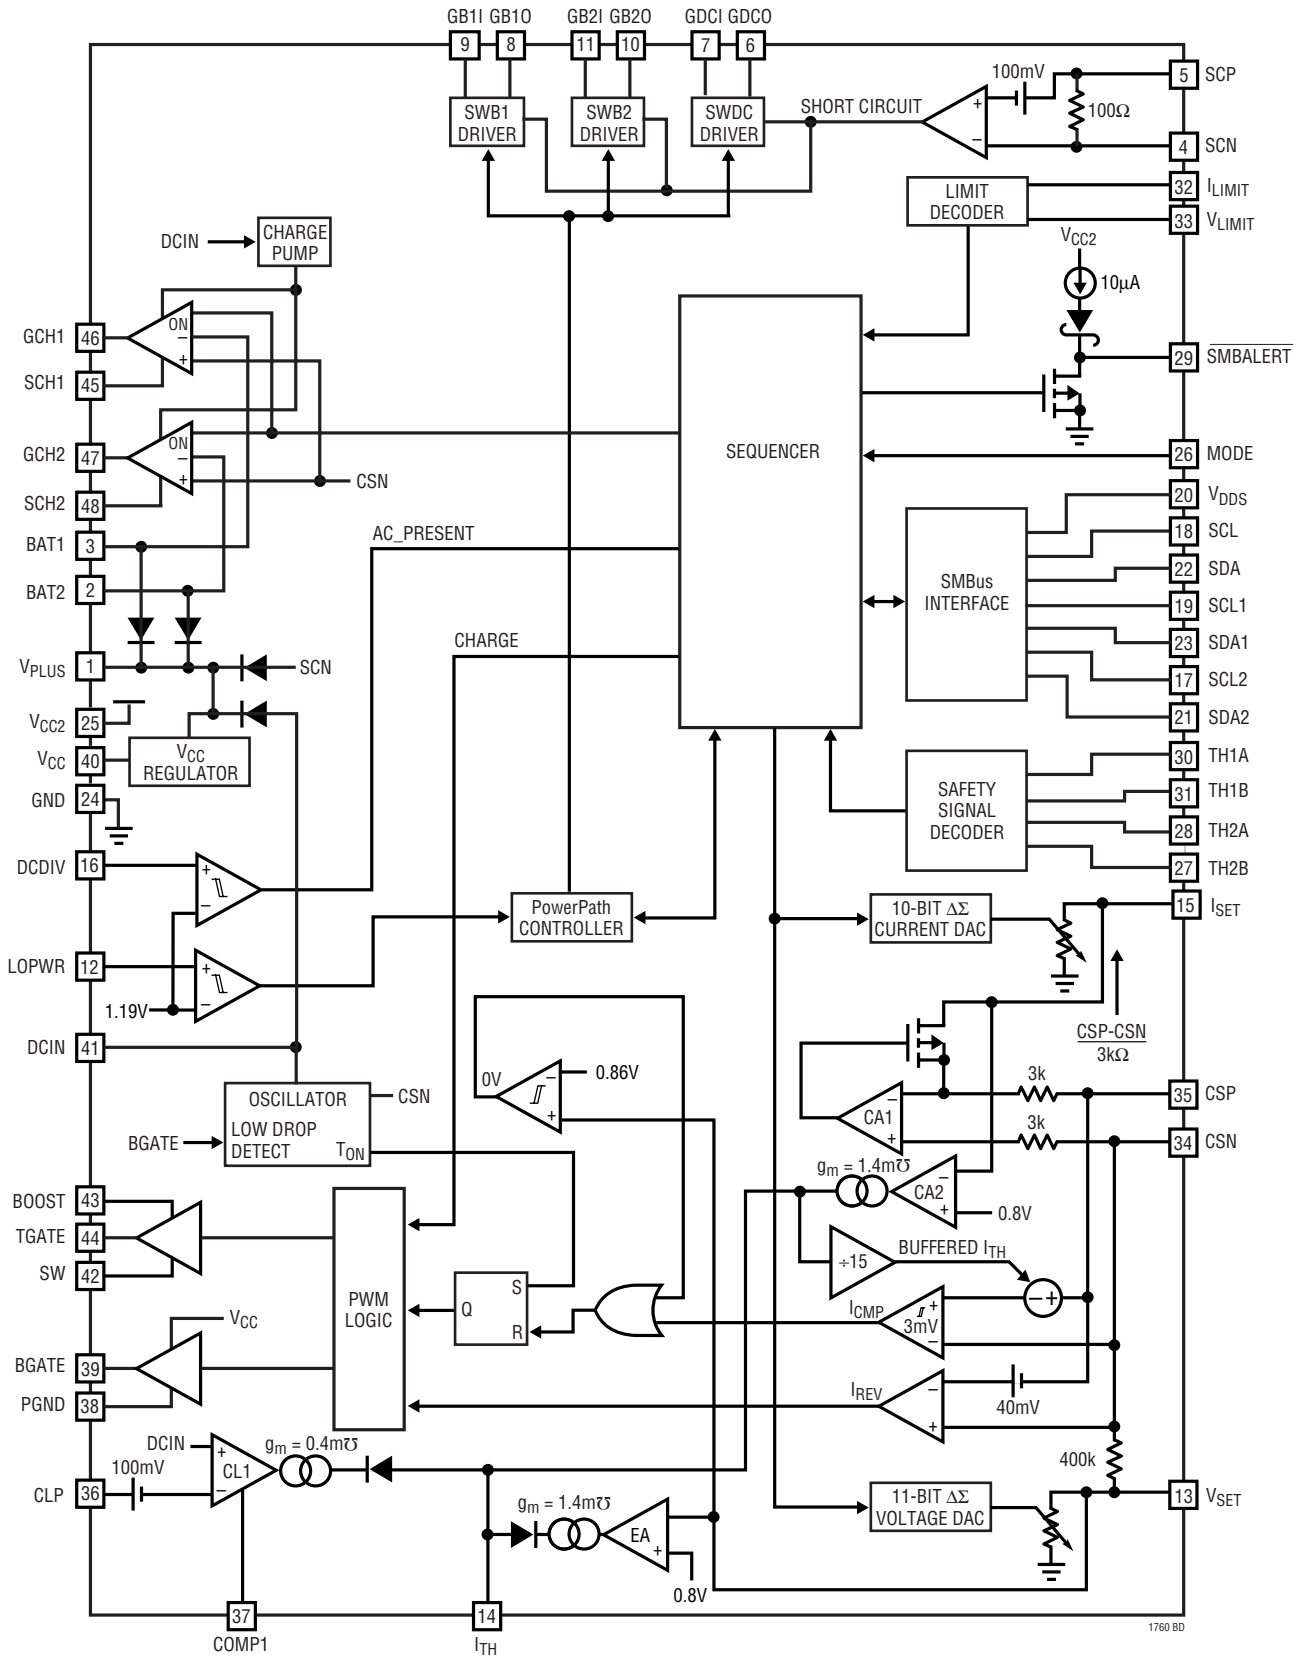 GB1I GB1O GB2I GB2O GDCI GDCO
9 8 11 10 7 6
SWB1
DRIVER
SWB2
DRIVER
SWDC
DRIVER
SHORT CIRCUIT
+
−
100mV
100Ω
5 SCP
4 SCN
LIMIT
DECODER
32 ILIMIT
33 VLIMIT
VCC2
10µA
29 SMBALERT
DCIN
CHARGE
PUMP
GCH1 46
ON
−
+
SCH1 45
GCH2 47
ON
−
+
SCH2 48
CSN
BAT1 3
BAT2 2
VPLUS 1
SCN
VCC2 25
VCC 40
VCC
REGULATOR
GND 24
AC_PRESENT
CHARGE
SEQUENCER
26 MODE
SMBus
INTERFACE
20 VDDS
18 SCL
22 SDA
19 SCL1
23 SDA1
17 SCL2
21 SDA2
SAFETY
SIGNAL
DECODER
30 TH1A
31 TH1B
28 TH2A
27 TH2B
DCDIV 16
+
−
LOPWR 12
+
−
1.19V
PowerPath
CONTROLLER
10-BIT ΔΣ
CURRENT DAC
15 ISET
CSP-CSN
3kΩ
DCIN 41
OSCILLATOR
LOW DROP
DETECT
TON
CSN
BGATE
0V
−
+
0.86V
CA1
−
+
3k
3k
35 CSP
34 CSN
gm = 1.4m℧
CA2
−
+
0.8V
÷15
BUFFERED ITH
−+
ICMP
+
3mV
−
IREV
−
+
40mV
BOOST 43
TGATE 44
SW 42
PWM
LOGIC
S
Q
R
VCC
BGATE 39
PGND 38
DCIN
100mV
CLP 36
+
CL1
−
gm = 0.4m℧
gm = 1.4m℧
EA
−
+
0.8V
400k
11-BIT ΔΣ
VOLTAGE DAC
13 VSET
37
COMP1
14
ITH
1760 BD